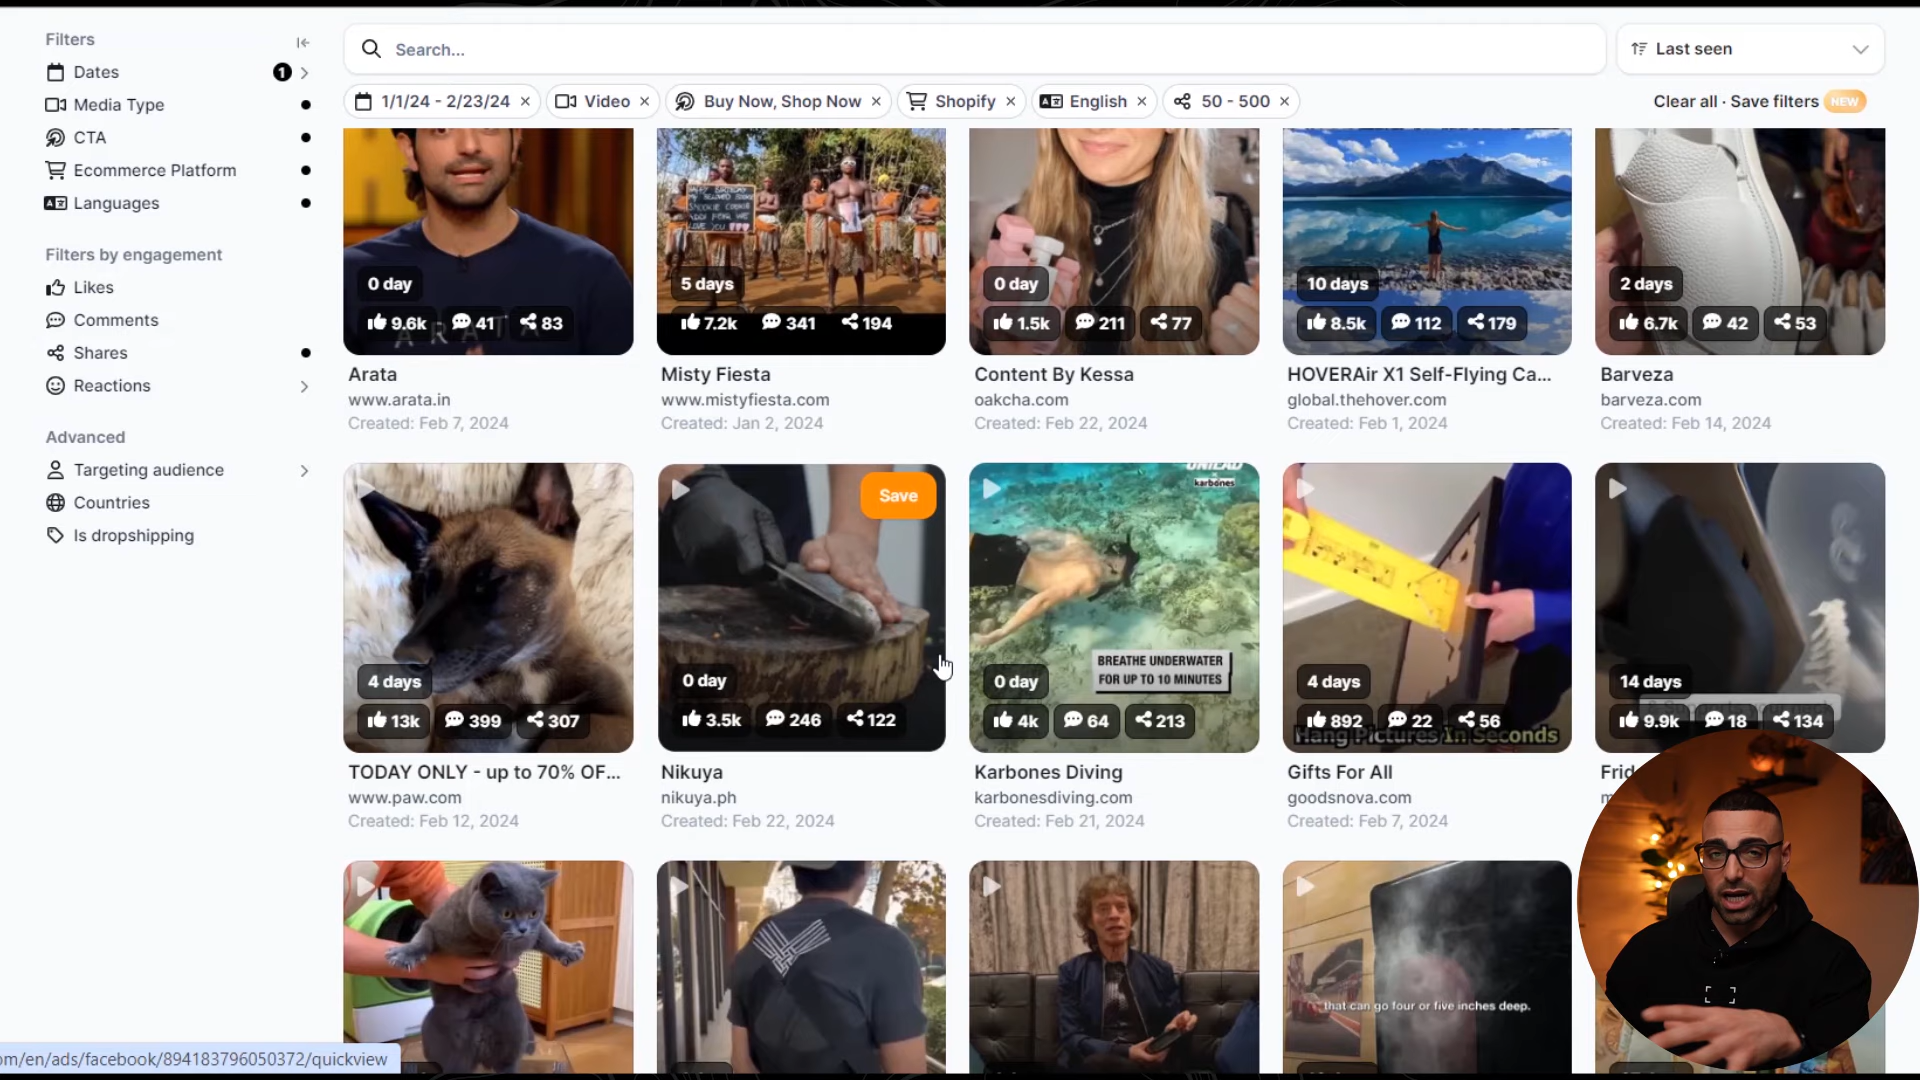 Filters
Dates 1
Media Type
CTA
Ecommerce Platform
Languages
Filters by engagement
Likes
Comments
Shares
Reactions
Advanced
Targeting audience
Countries
Is dropshipping
Search...
Last seen
1/1/24 - 2/23/24 ×
Video ×
Buy Now, Shop Now ×
Shopify ×
English ×
50 - 500 ×
Clear all · Save filters NEW
0 day
9.6k 41 83
ARATA
Arata
www.arata.in
Created: Feb 7, 2024
5 days
7.2k 341 194
Misty Fiesta
www.mistyfiesta.com
Created: Jan 2, 2024
0 day
1.5k 211 77
Content By Kessa
oakcha.com
Created: Feb 22, 2024
10 days
8.5k 112 179
HOVERAir X1 Self-Flying Ca...
global.thehover.com
Created: Feb 1, 2024
2 days
6.7k 42 53
Barveza
barveza.com
Created: Feb 14, 2024
4 days
13k 399 307
TODAY ONLY - up to 70% OF...
www.paw.com
Created: Feb 12, 2024
Save
0 day
3.5k 246 122
Nikuya
nikuya.ph
Created: Feb 22, 2024
UNILAD
karbones
BREATHE UNDERWATER
FOR UP TO 10 MINUTES
0 day
4k 64 213
Karbones Diving
karbonesdiving.com
Created: Feb 21, 2024
4 days
892 22 56
Hang Pictures In Seconds
Gifts For All
goodsnova.com
Created: Feb 7, 2024
14 days
9.9k 18 134
Frid
m
that can go four or five inches deep.
om/en/ads/facebook/894183796050372/quickview